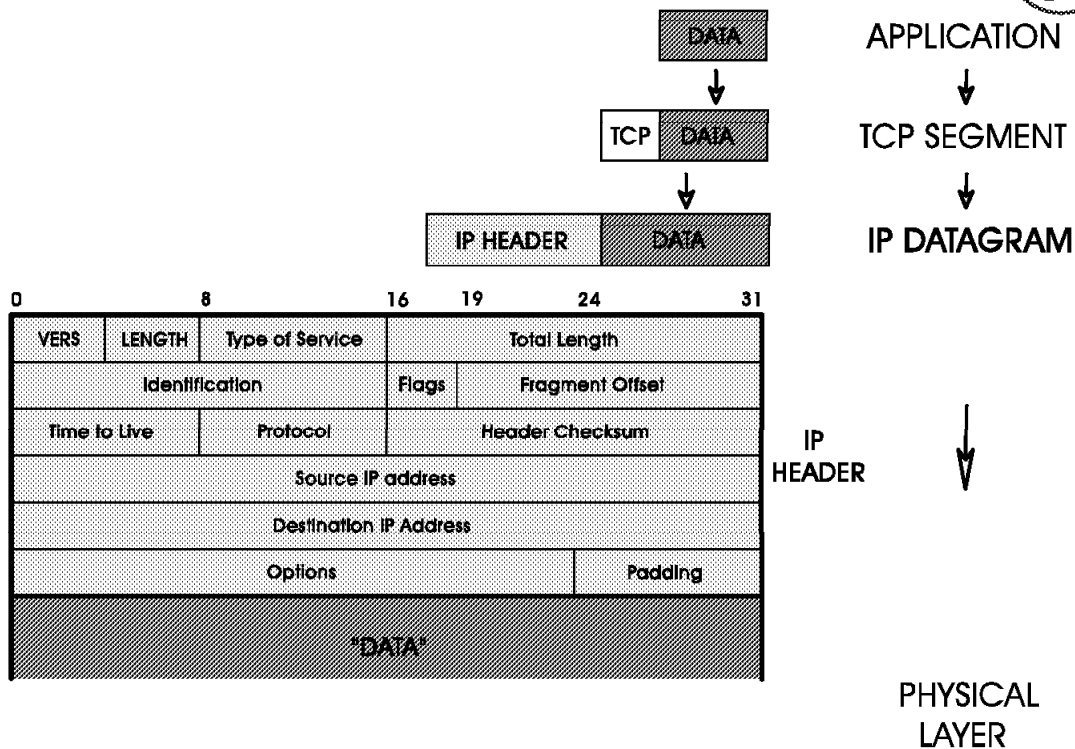 DATA APPLICATION
TCP DATA TCP SEGMENT
IP HEADER DATA IP DATAGRAM
0 8 16 19 24 31
VERS LENGTH Type of Service Total Length
Identification Flags Fragment Offset
Time to Live Protocol Header Checksum
Source IP address
Destination IP Address
Options Padding
"DATA"
IP
HEADER
PHYSICAL
LAYER